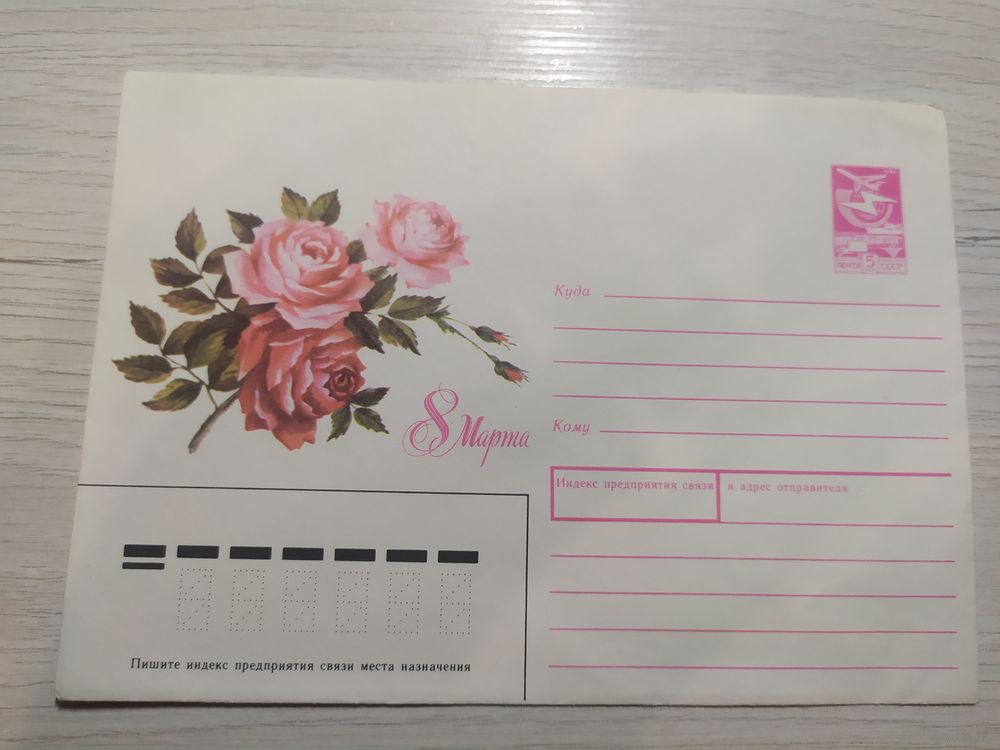 ПОЧТА 5 СССР
Куда
8 Марта
Кому
Индекс предприятия связи и адрес отправителя
Пишите индекс предприятия связи места назначения